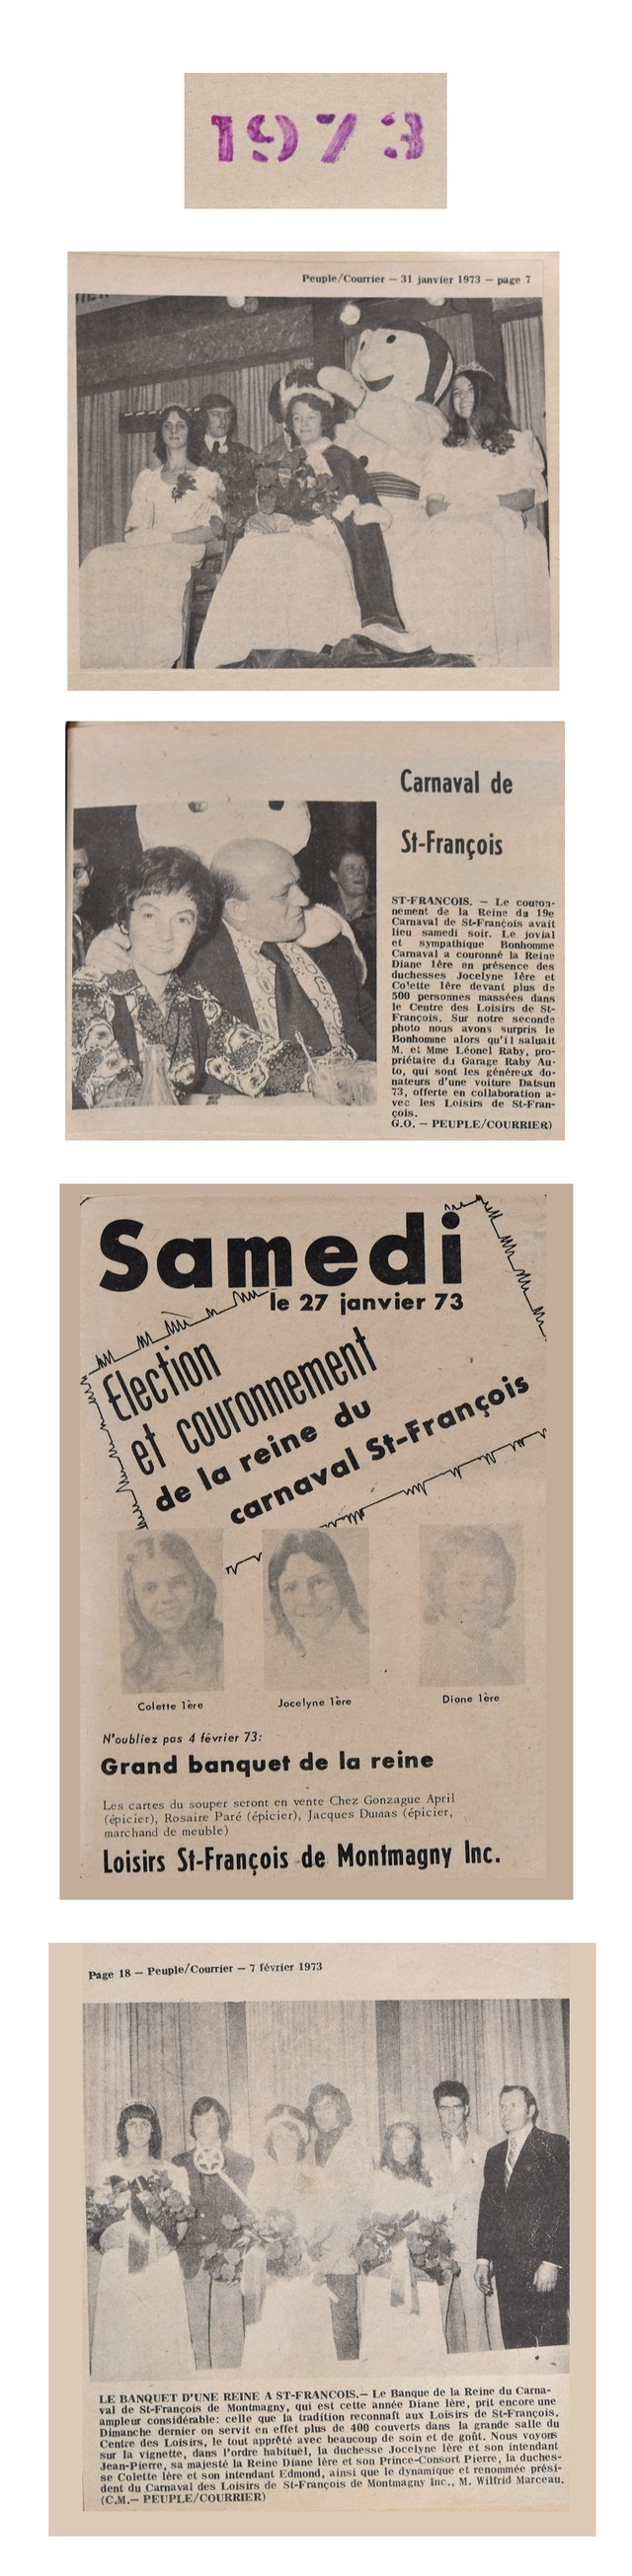 1973
Peuple/Courrier — 31 janvier 1973 — page 7
Carnaval de
St-François
ST-FRANCOIS. — Le couron-
nement de la Reine du 19e
Carnaval de St-François avait
lieu samedi soir. Le jovial
et sympathique Bonhomme
Carnaval a couronné la Reine
Diane 1ère en présence des
duchesses Jocelyne 1ère et
Colette 1ère devant plus de
500 personnes massées dans
le Centre des Loisirs de St-
François. Sur notre seconde
photo nous avons surpris le
Bonhomme alors qu'il saluait
M. et Mme Léonel Raby, pro-
priétaire du Garage Raby Au-
to, qui sont les généreux do-
nateurs d'une voiture Datsun
73, offerte en collaboration a-
vec les Loisirs de St-Fran-
çois.
G.O. — PEUPLE/COURRIER)
Samedi
le 27 janvier 73
Election
et couronnement
de la reine du
carnaval St-François
Colette 1ère
Jocelyne 1ère
Diane 1ère
N'oubliez pas 4 février 73:
Grand banquet de la reine
Les cartes du souper seront en vente Chez Gonzague April
(épicier), Rosaire Paré (épicier), Jacques Dumas (épicier,
marchand de meuble)
Loisirs St-François de Montmagny Inc.
Page 18 — Peuple/Courrier — 7 février 1973
LE BANQUET D'UNE REINE A ST-FRANCOIS.— Le Banque de la Reine du Carna-
val de St-François de Montmagny, qui est cette année Diane 1ère, prit encore une
ampleur considérable: celle que la tradition reconnaît aux Loisirs de St-François.
Dimanche dernier on servit en effet plus de 400 couverts dans la grande salle du
Centre des Loisirs, le tout apprêté avec beaucoup de soin et de goût. Nous voyons
sur la vignette, dans l'ordre habituel, la duchesse Jocelyne 1ère et son intendant
Jean-Pierre, sa majesté la Reine Diane 1ère et son Prince-Consort Pierre, la duches-
se Colette 1ère et son intendant Edmond, ainsi que le dynamique et renommée prési-
dent du Carnaval des Loisirs de St-François de Montmagny Inc., M. Wilfrid Marceau.
(C.M.— PEUPLE/COURRIER)